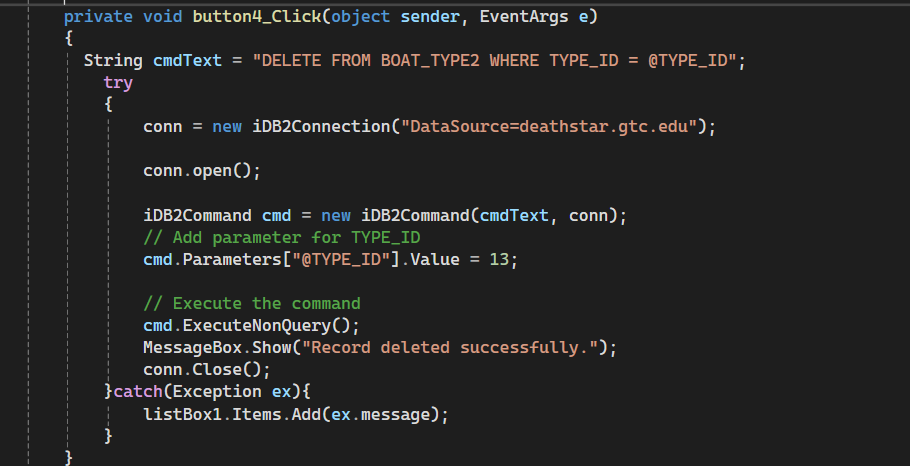 private void button4_Click(object sender, EventArgs e)
{
String cmdText = "DELETE FROM BOAT_TYPE2 WHERE TYPE_ID = @TYPE_ID";
try
{
conn = new iDB2Connection("DataSource=deathstar.gtc.edu");
conn.open();
iDB2Command cmd = new iDB2Command(cmdText, conn);
// Add parameter for TYPE_ID
cmd.Parameters["@TYPE_ID"].Value = 13;
// Execute the command
cmd.ExecuteNonQuery();
MessageBox.Show("Record deleted successfully.");
conn.Close();
}catch(Exception ex){
listBox1.Items.Add(ex.message);
}
}